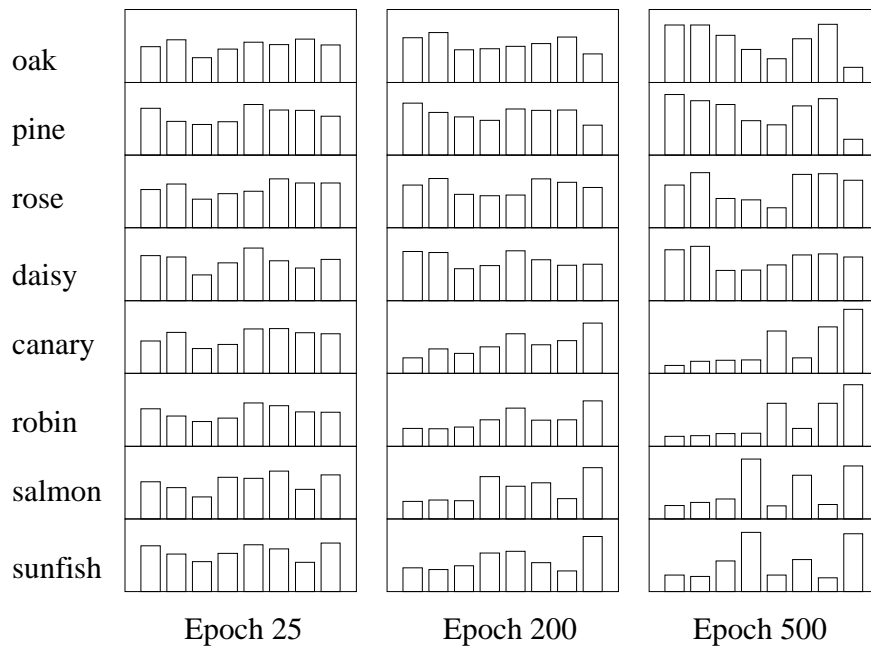 oak
pine
rose
daisy
canary
robin
salmon
sunfish
Epoch 25 Epoch 200 Epoch 500